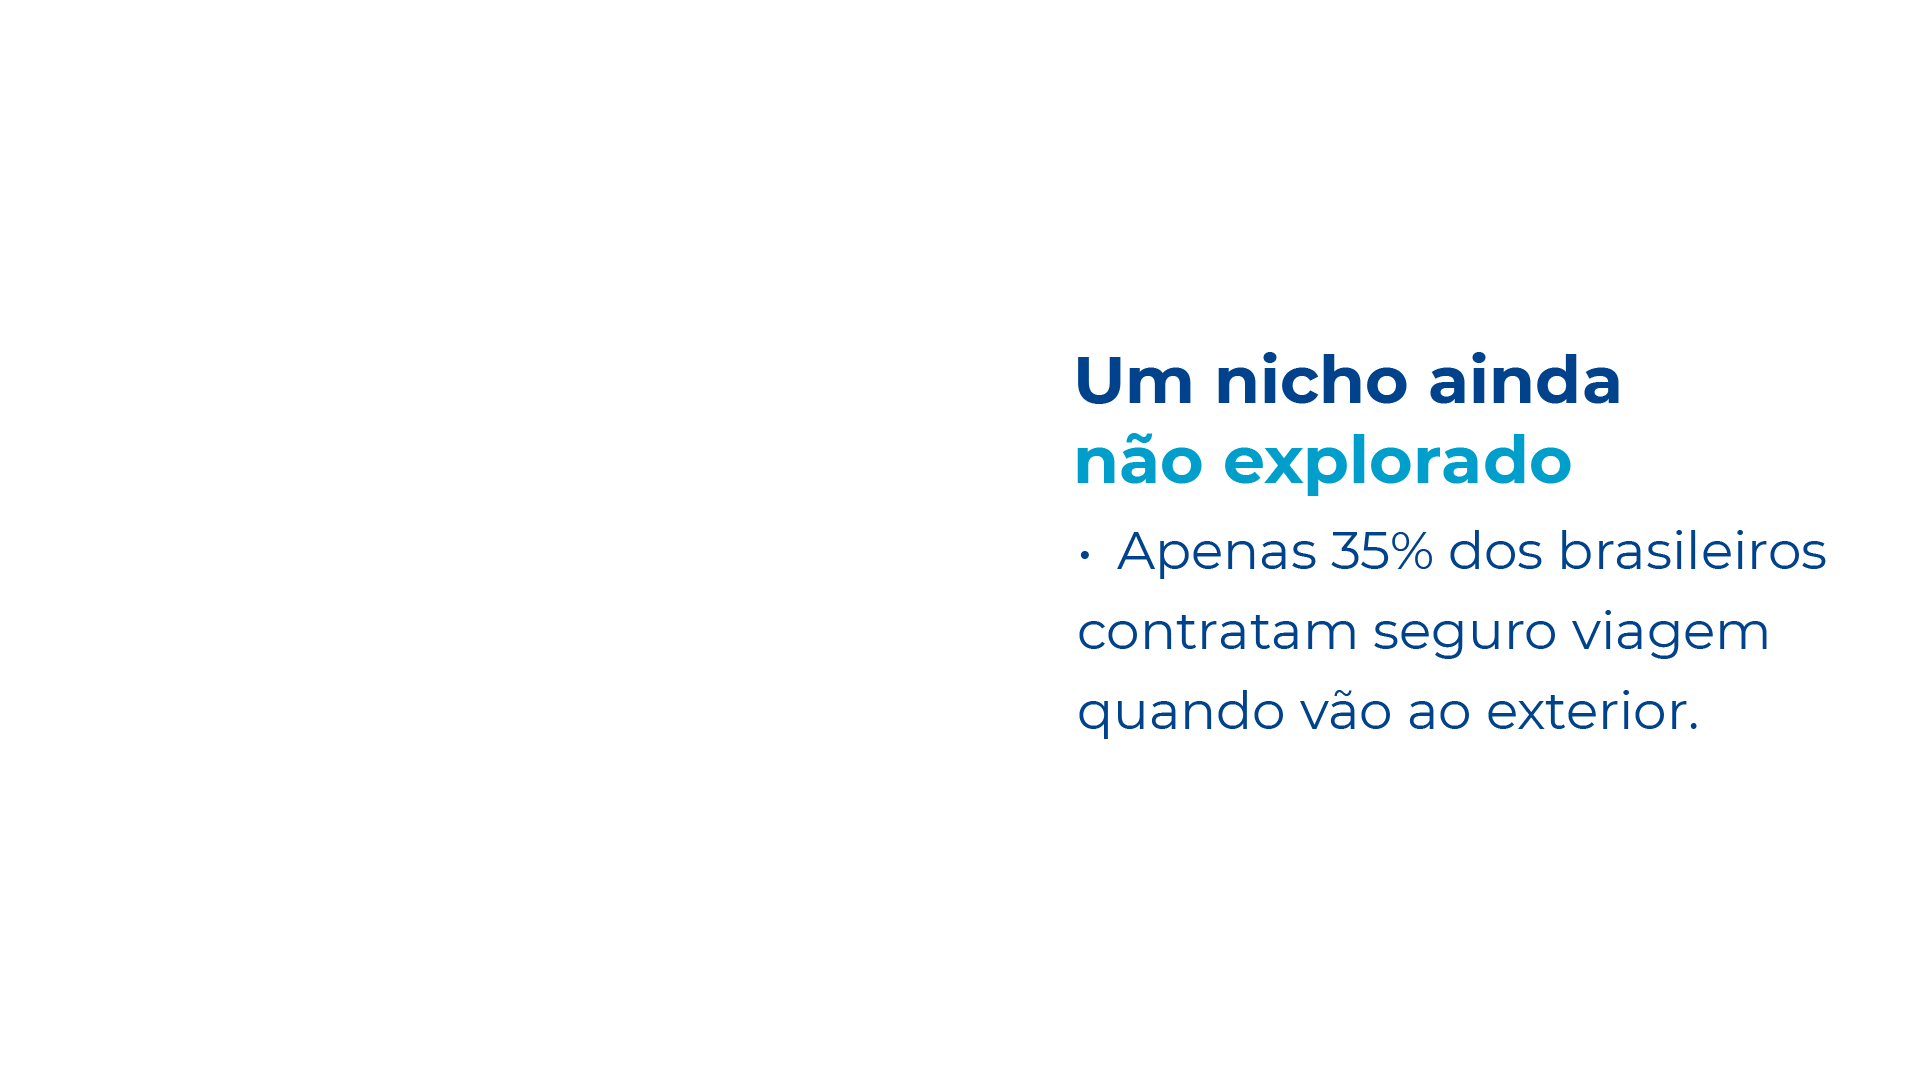 Um nicho ainda
não explorado
• Apenas 35% dos brasileiros
contratam seguro viagem
quando vão ao exterior.